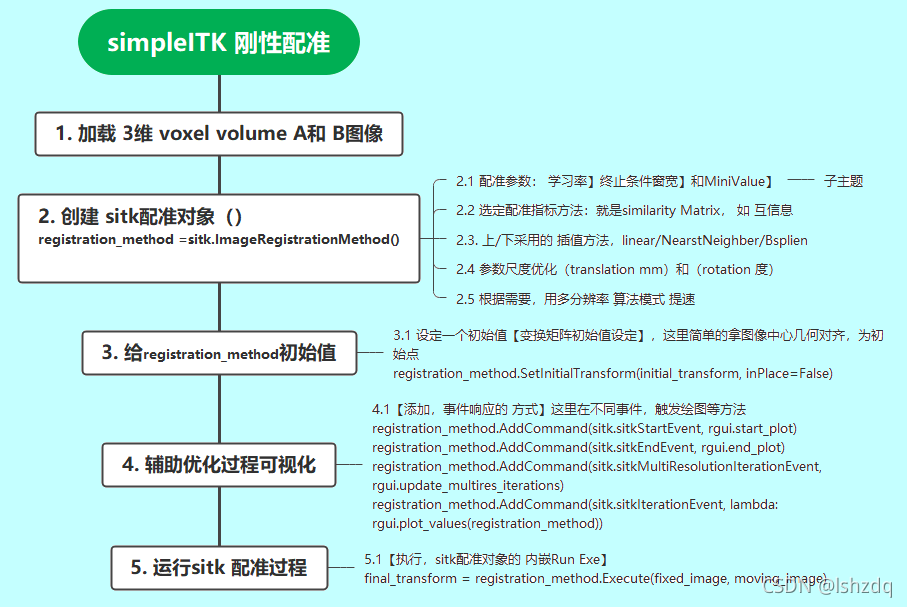 simpleITK 刚性配准
1. 加载 3维 voxel volume A和 B图像
2. 创建 sitk配准对象（）
registration_method =sitk.ImageRegistrationMethod()
2.1 配准参数： 学习率】终止条件窗宽】和MiniValue】
子主题
2.2 选定配准指标方法：就是similarity Matrix， 如 互信息
2.3. 上/下采用的 插值方法，linear/NearstNeighber/Bsplien
2.4 参数尺度优化（translation mm）和（rotation 度）
2.5 根据需要，用多分辨率 算法模式 提速
3. 给registration_method初始值
3.1 设定一个初始值【变换矩阵初始值设定】，这里简单的拿图像中心几何对齐，为初
始点
registration_method.SetInitialTransform(initial_transform, inPlace=False)
4. 辅助优化过程可视化
4.1【添加，事件响应的 方式】这里在不同事件，触发绘图等方法
registration_method.AddCommand(sitk.sitkStartEvent, rgui.start_plot)
registration_method.AddCommand(sitk.sitkEndEvent, rgui.end_plot)
registration_method.AddCommand(sitk.sitkMultiResolutionIterationEvent,
rgui.update_multires_iterations)
registration_method.AddCommand(sitk.sitkIterationEvent, lambda:
rgui.plot_values(registration_method))
5. 运行sitk 配准过程
5.1【执行，sitk配准对象的 内嵌Run Exe】
final_transform = registration_method.Execute(fixed_image, moving_image)
CSDN @lshzdq